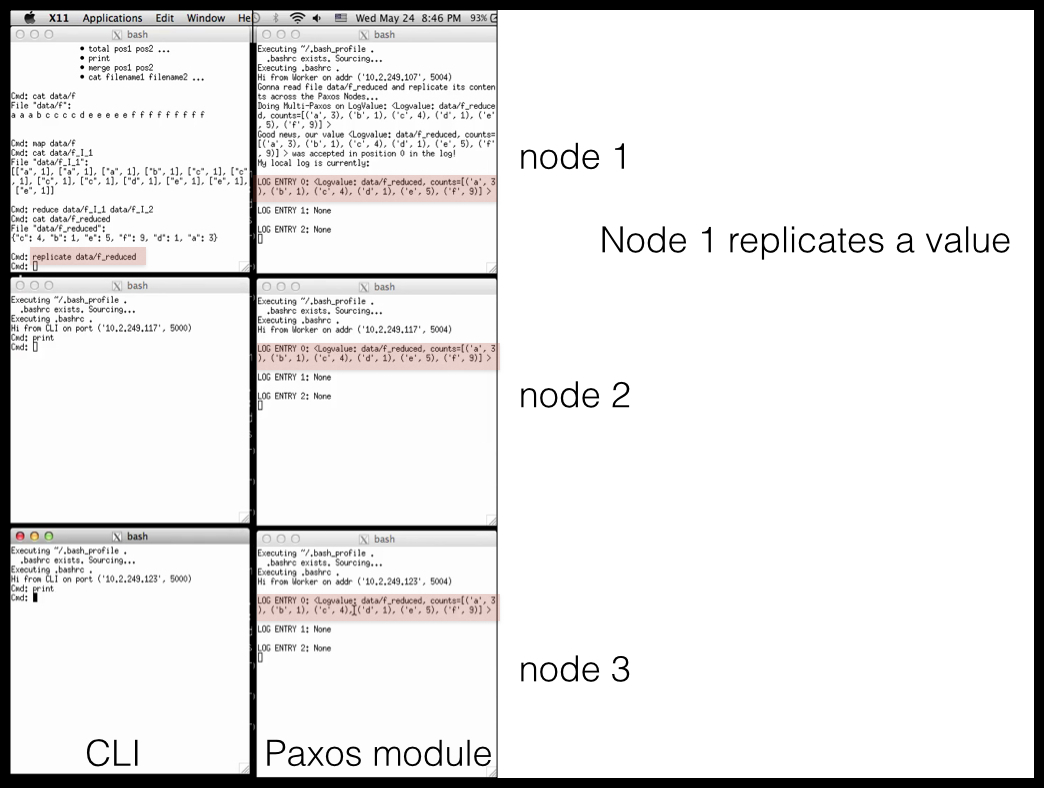 X11 Applications Edit Window He
Wed May 24 8:46 PM 93%
bash
• total pos1 pos2 ...
• print
• merge pos1 pos2
• cat filename1 filename2 ...
Cmd: cat data/f
File "data/f":
a a a b c c c c d e e e e e f f f f f f f f f
Cmd: map data/f
Cmd: cat data/f_I_1
File "data/f_I_1":
[["a", 1], ["a", 1], ["a", 1], ["b", 1], ["c", 1], ["c"
, 1], ["c", 1], ["c", 1], ["d", 1], ["e", 1], ["e", 1],
["e", 1]]
Cmd: reduce data/f_I_1 data/f_I_2
Cmd: cat data/f_reduced
File "data/f_reduced":
{"c": 4, "b": 1, "e": 5, "f": 9, "d": 1, "a": 3}
Cmd: replicate data/f_reduced
Cmd:
bash
Executing ~/.bash_profile .
.bashrc exists. Sourcing...
Executing .bashrc .
Hi from Worker on addr ('10.2.249.107', 5004)
Gonna read file data/f_reduced and replicate its conten
ts across the Paxos Nodes...
Doing Multi-Paxos on LogValue: <Logvalue: data/f_reduce
d, counts=[('a', 3), ('b', 1), ('c', 4), ('d', 1), ('e'
, 5), ('f', 9)] >
Good news, our value <Logvalue: data/f_reduced, counts=
[('a', 3), ('b', 1), ('c', 4), ('d', 1), ('e', 5), ('f'
, 9)] > was accepted in position 0 in the log!
My local log is currently:
LOG ENTRY 0: <Logvalue: data/f_reduced, counts=[('a', 3
), ('b', 1), ('c', 4), ('d', 1), ('e', 5), ('f', 9)] >
LOG ENTRY 1: None
LOG ENTRY 2: None
node 1
Node 1 replicates a value
bash
Executing ~/.bash_profile .
.bashrc exists. Sourcing...
Executing .bashrc .
Hi from CLI on port ('10.2.249.117', 5000)
Cmd: print
Cmd:
bash
Executing ~/.bash_profile .
.bashrc exists. Sourcing...
Executing .bashrc .
Hi from Worker on addr ('10.2.249.117', 5004)
LOG ENTRY 0: <Logvalue: data/f_reduced, counts=[('a', 3
), ('b', 1), ('c', 4), ('d', 1), ('e', 5), ('f', 9)] >
LOG ENTRY 1: None
LOG ENTRY 2: None
node 2
bash
Executing ~/.bash_profile .
.bashrc exists. Sourcing...
Executing .bashrc .
Hi from CLI on port ('10.2.249.123', 5000)
Cmd: print
Cmd:
bash
Executing ~/.bash_profile .
.bashrc exists. Sourcing...
Executing .bashrc .
Hi from Worker on addr ('10.2.249.123', 5004)
LOG ENTRY 0: <Logvalue: data/f_reduced, counts=[('a', 3
), ('b', 1), ('c', 4), ('d', 1), ('e', 5), ('f', 9)] >
LOG ENTRY 1: None
LOG ENTRY 2: None
node 3
CLI
Paxos module